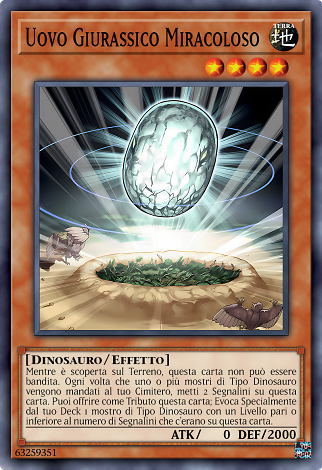 Uovo Giurassico Miracoloso
TERRA
地
[Dinosauro/Effetto]
Mentre è scoperta sul Terreno, questa carta non può essere
bandita. Ogni volta che uno o più mostri di Tipo Dinosauro
vengono mandati al tuo Cimitero, metti 2 Segnalini su questa
carta. Puoi offrire come Tributo questa carta; Evoca Specialmente
dal tuo Deck 1 mostro di Tipo Dinosauro con un Livello pari o
inferiore al numero di Segnalini che c'erano su questa carta.
ATK/ 0 DEF/2000
63259351